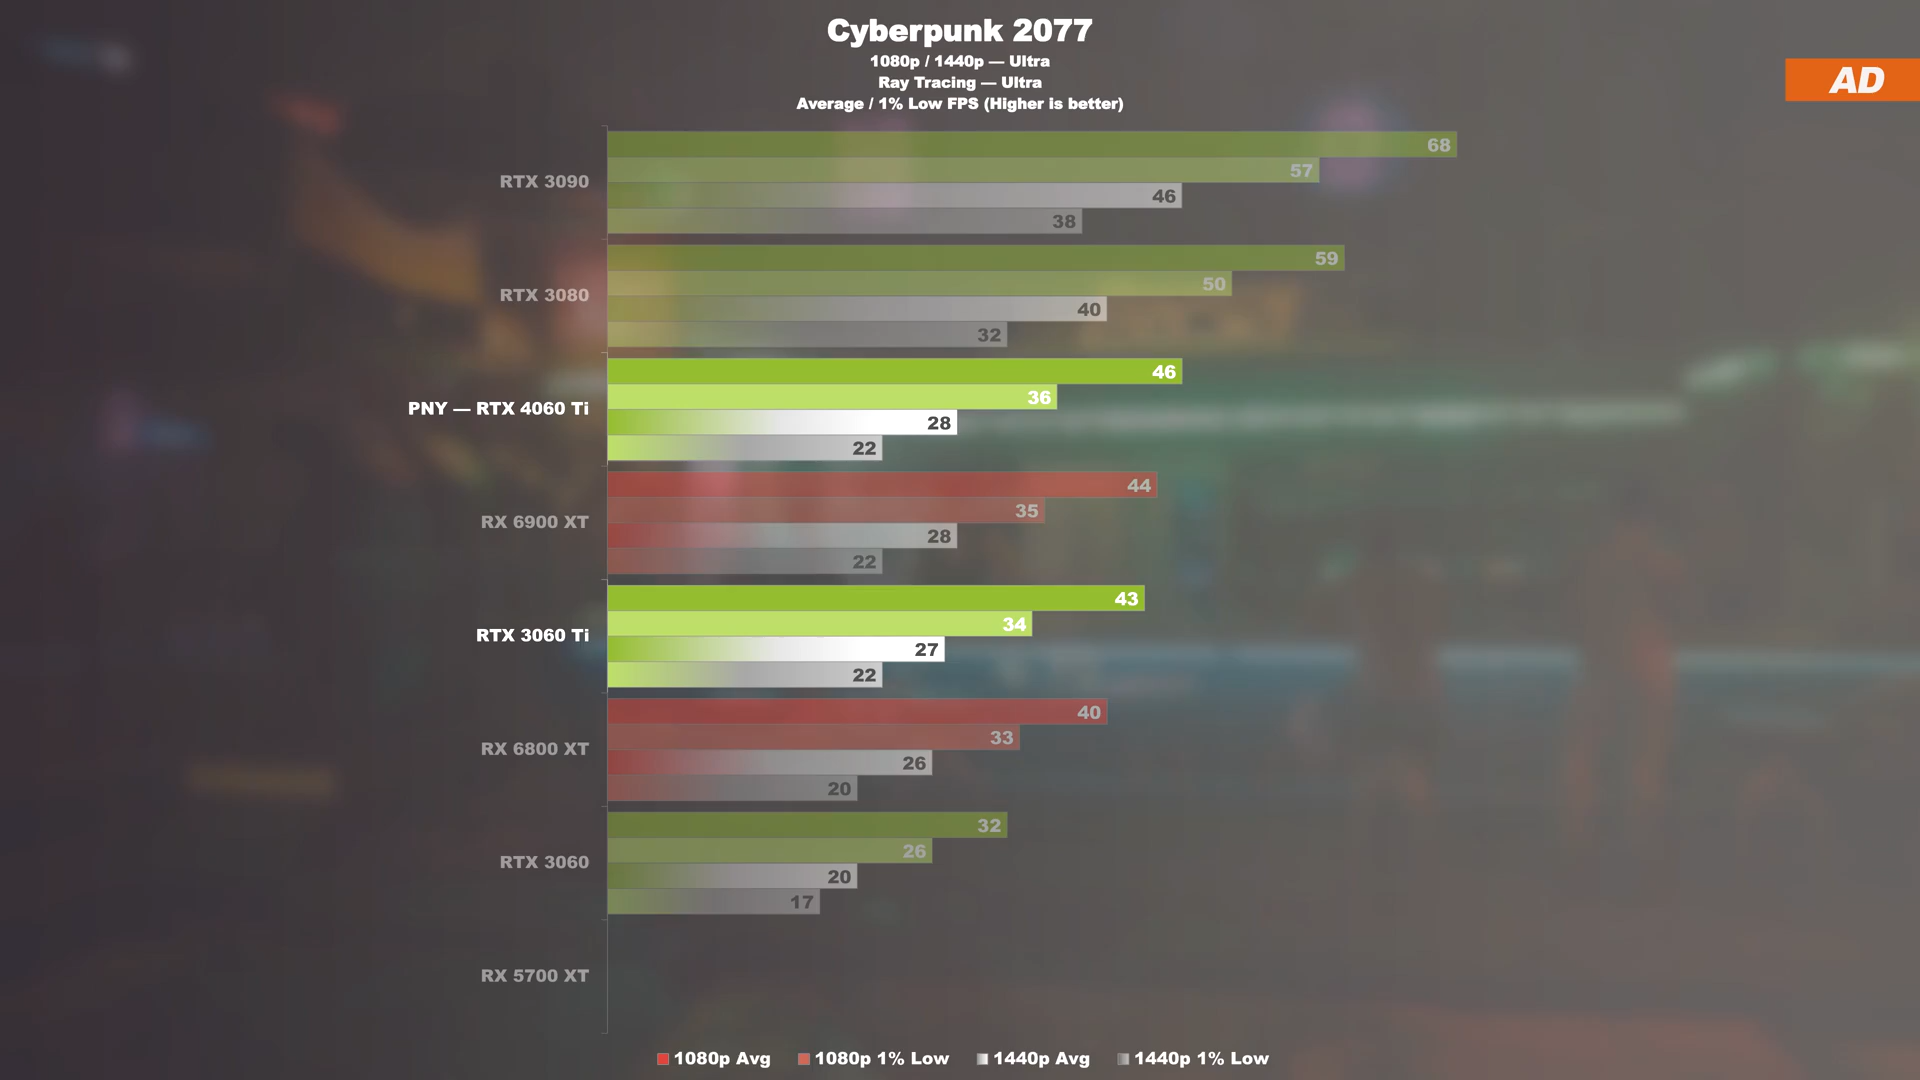 Cyberpunk 2077
1080p / 1440p — Ultra
Ray Tracing — Ultra
Average / 1% Low FPS (Higher is better)
AD
RTX 3090
68
57
46
38
RTX 3080
59
50
40
32
PNY — RTX 4060 Ti
46
36
28
22
RX 6900 XT
44
35
28
22
RTX 3060 Ti
43
34
27
22
RX 6800 XT
40
33
26
20
RTX 3060
32
26
20
17
RX 5700 XT
1080p Avg
1080p 1% Low
1440p Avg
1440p 1% Low